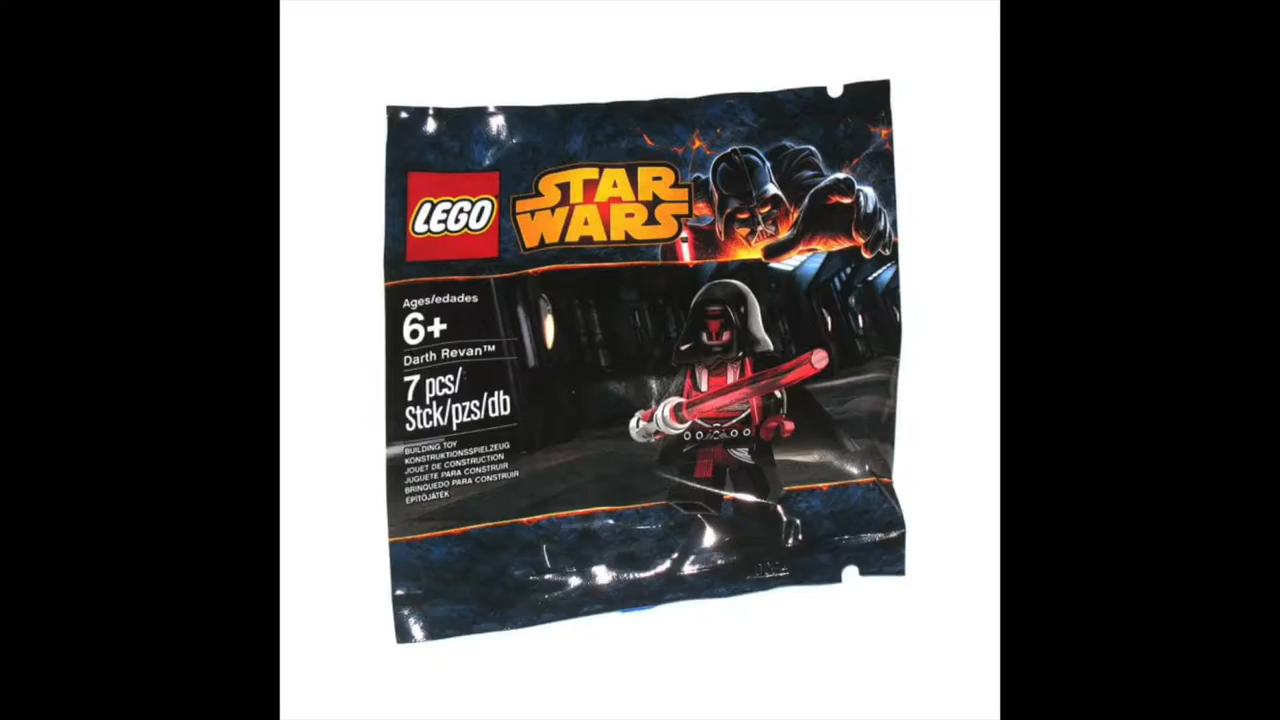 LEGO
STAR
WARS
Ages/edades
6+
Darth Revan™
7 pcs/
Stck/pzs/db
BUILDING TOY
KONSTRUKTIONSSPIELZEUG
JOUET DE CONSTRUCTION
JUGUETE PARA CONSTRUIR
BRINQUEDO PARA CONSTRUIR
ÉPÍTŐJÁTÉK